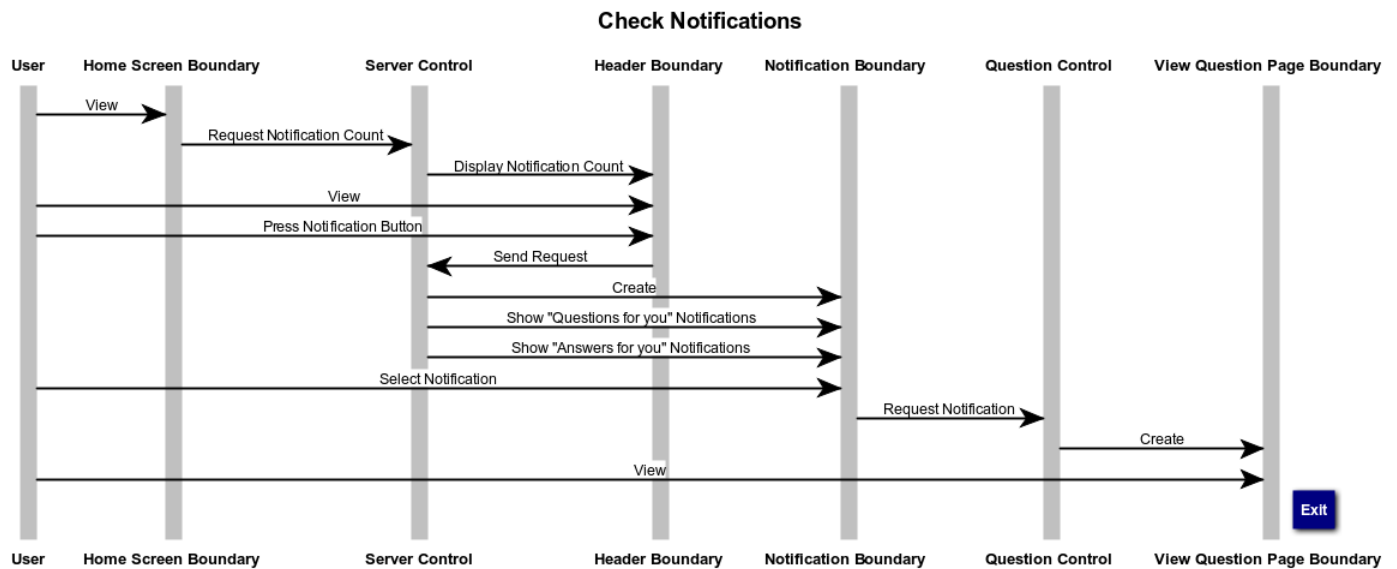 Check Notifications
User Home Screen Boundary Server Control Header Boundary Notification Boundary Question Control View Question Page Boundary
View
Request Notification Count
Display Notification Count
View
Press Notification Button
Send Request
Create
Show "Questions for you" Notifications
Show "Answers for you" Notifications
Select Notification
Request Notification
Create
View
Exit
User Home Screen Boundary Server Control Header Boundary Notification Boundary Question Control View Question Page Boundary